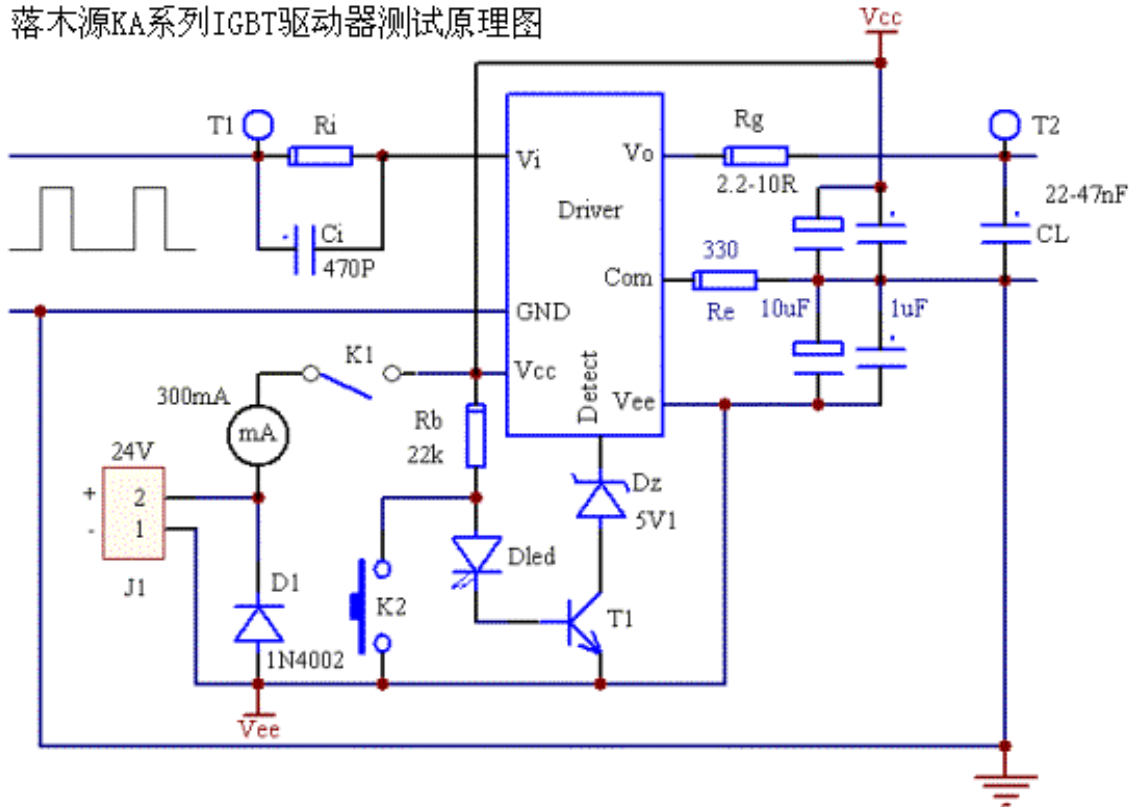 落木源KA系列IGBT驱动器测试原理图
Vcc
T1
Ri
Rg
T2
Vi
Vo
2.2-10R
22-47nF
Driver
Ci
CL
470P
330
Com
Re
10uF
1uF
GND
K1
Vcc
Detect
300mA
Vee
Rb
mA
22k
24V
Dz
+
2
5V1
-
1
Dled
J1
D1
K2
T1
1N4002
Vee